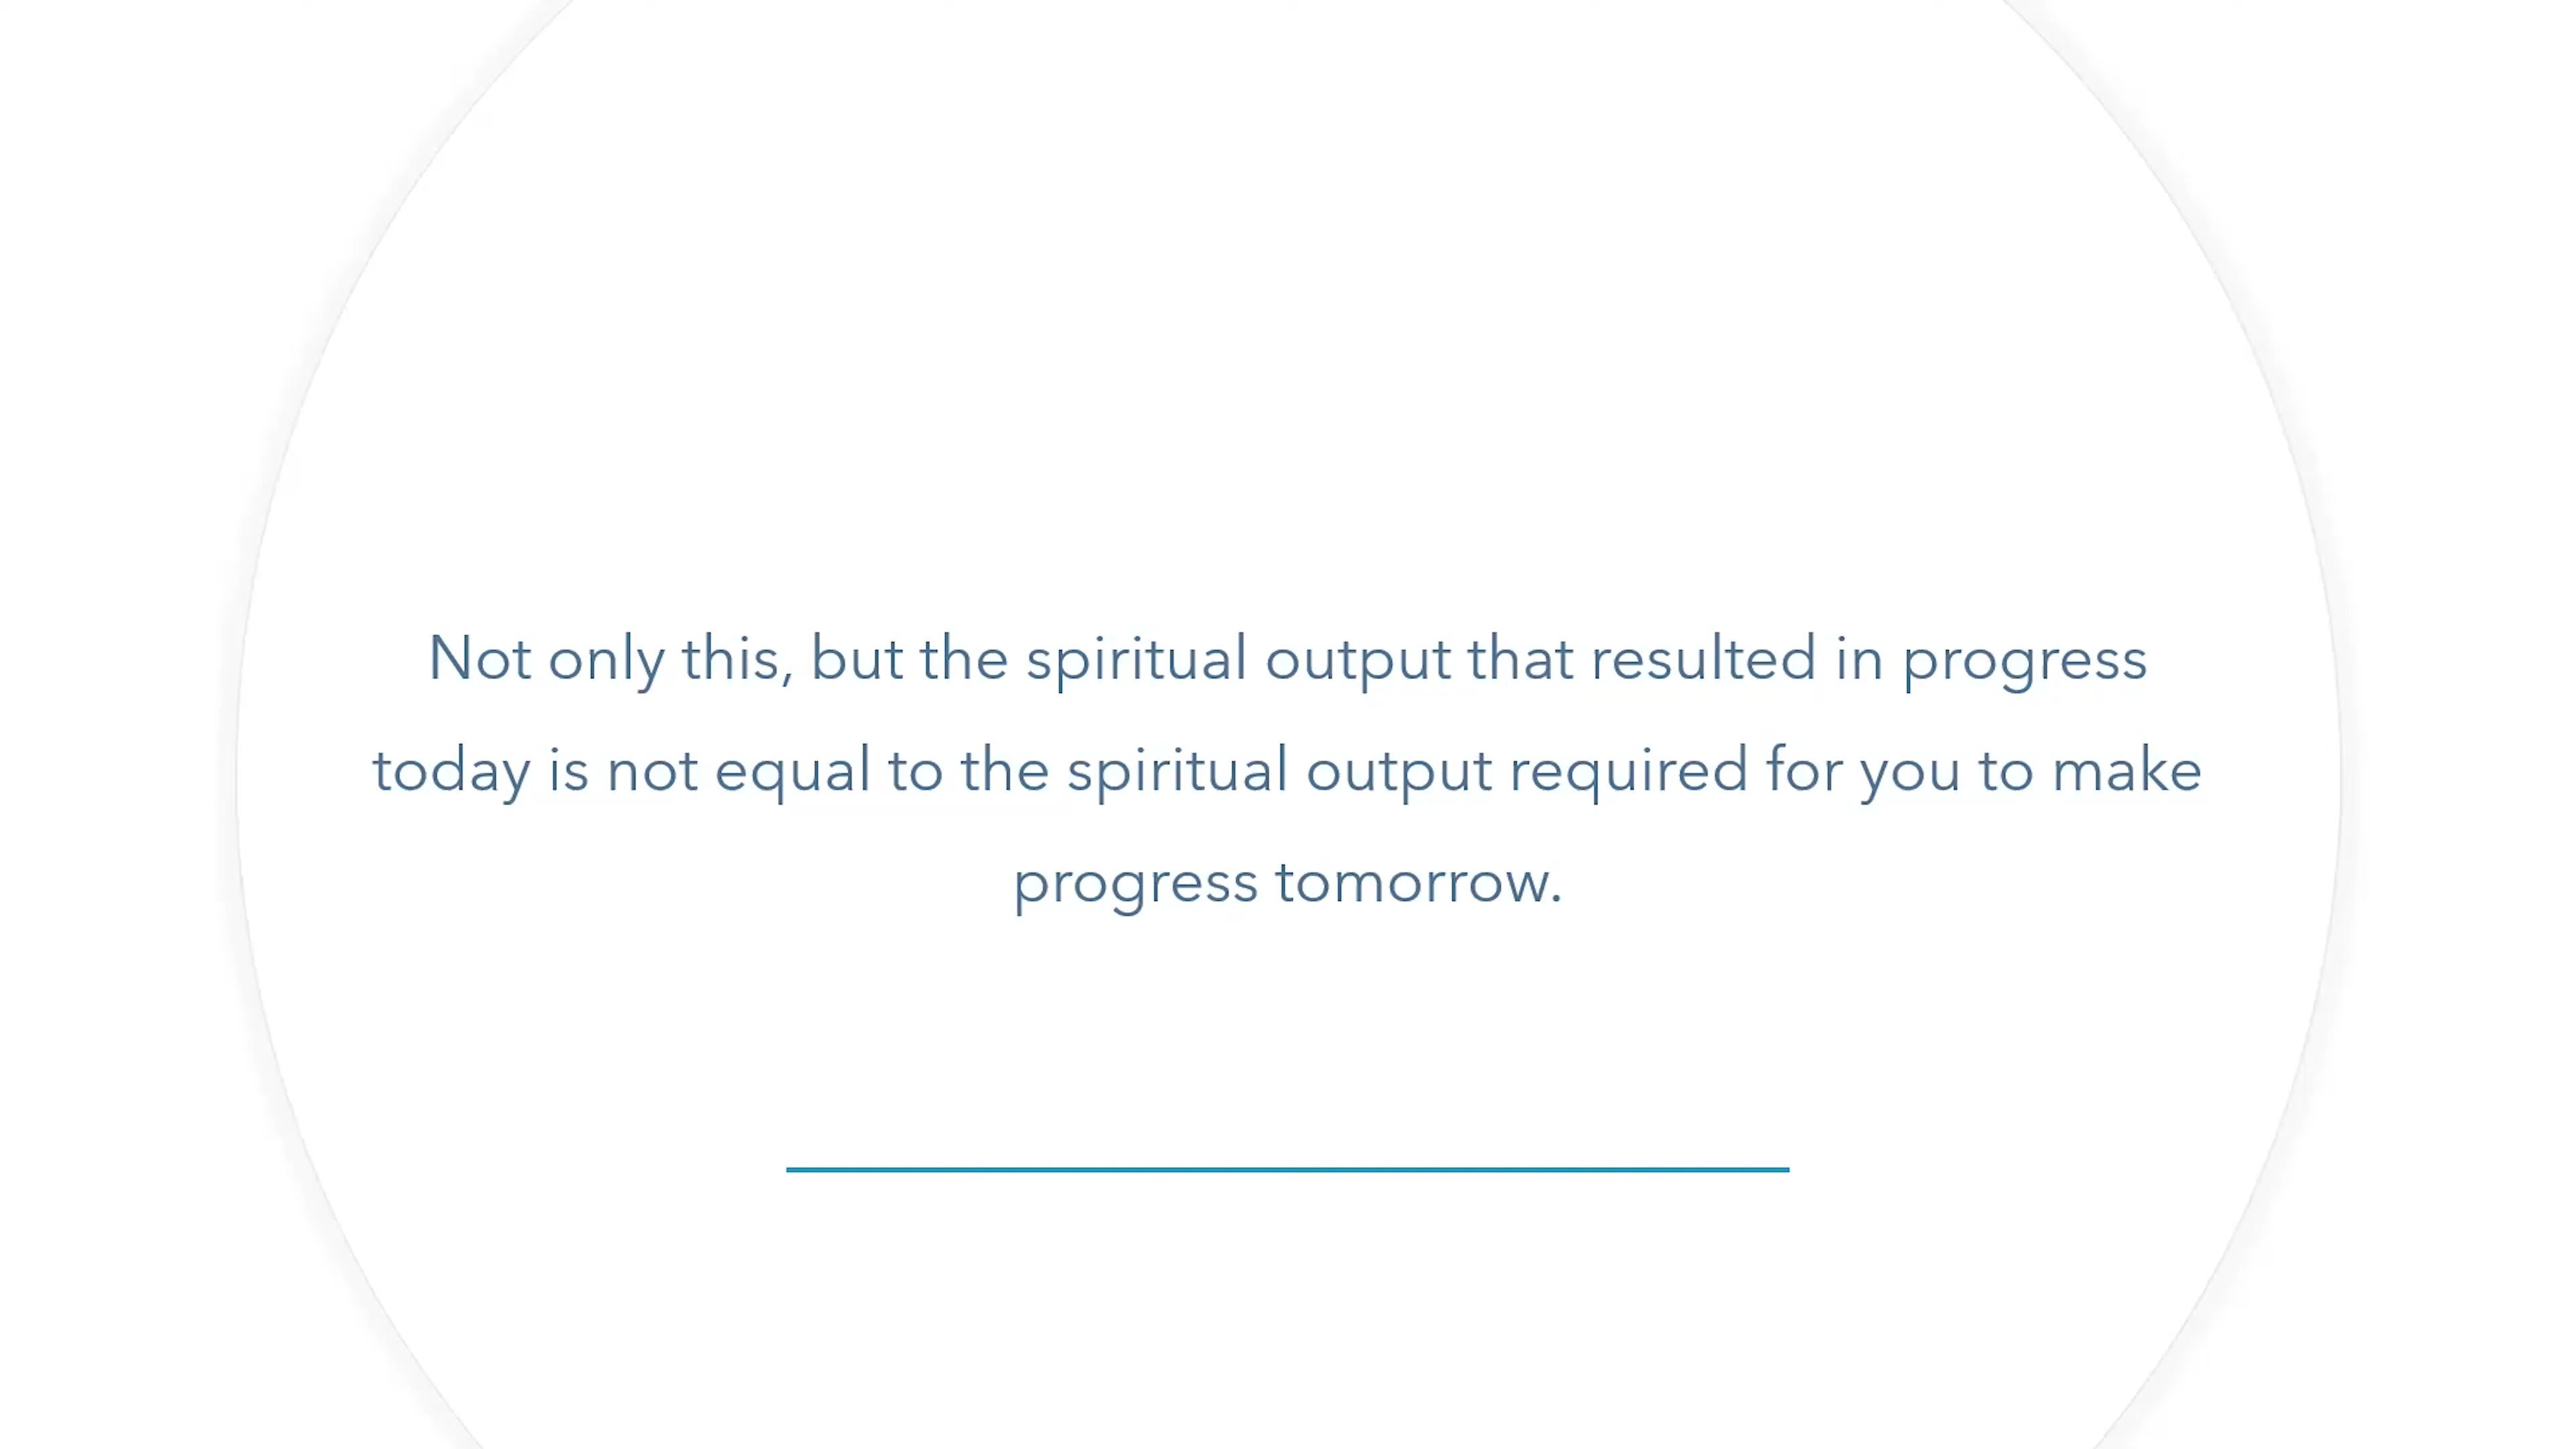 Not only this, but the spiritual output that resulted in progress
today is not equal to the spiritual output required for you to make
progress tomorrow.